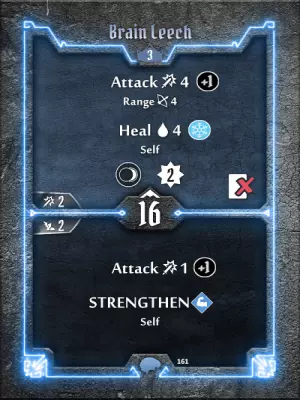 Brain Leech
3
Attack 4 +1
Range 4
Heal 4
Self
2
2
16
2
Attack 1 +1
STRENGTHEN
Self
161